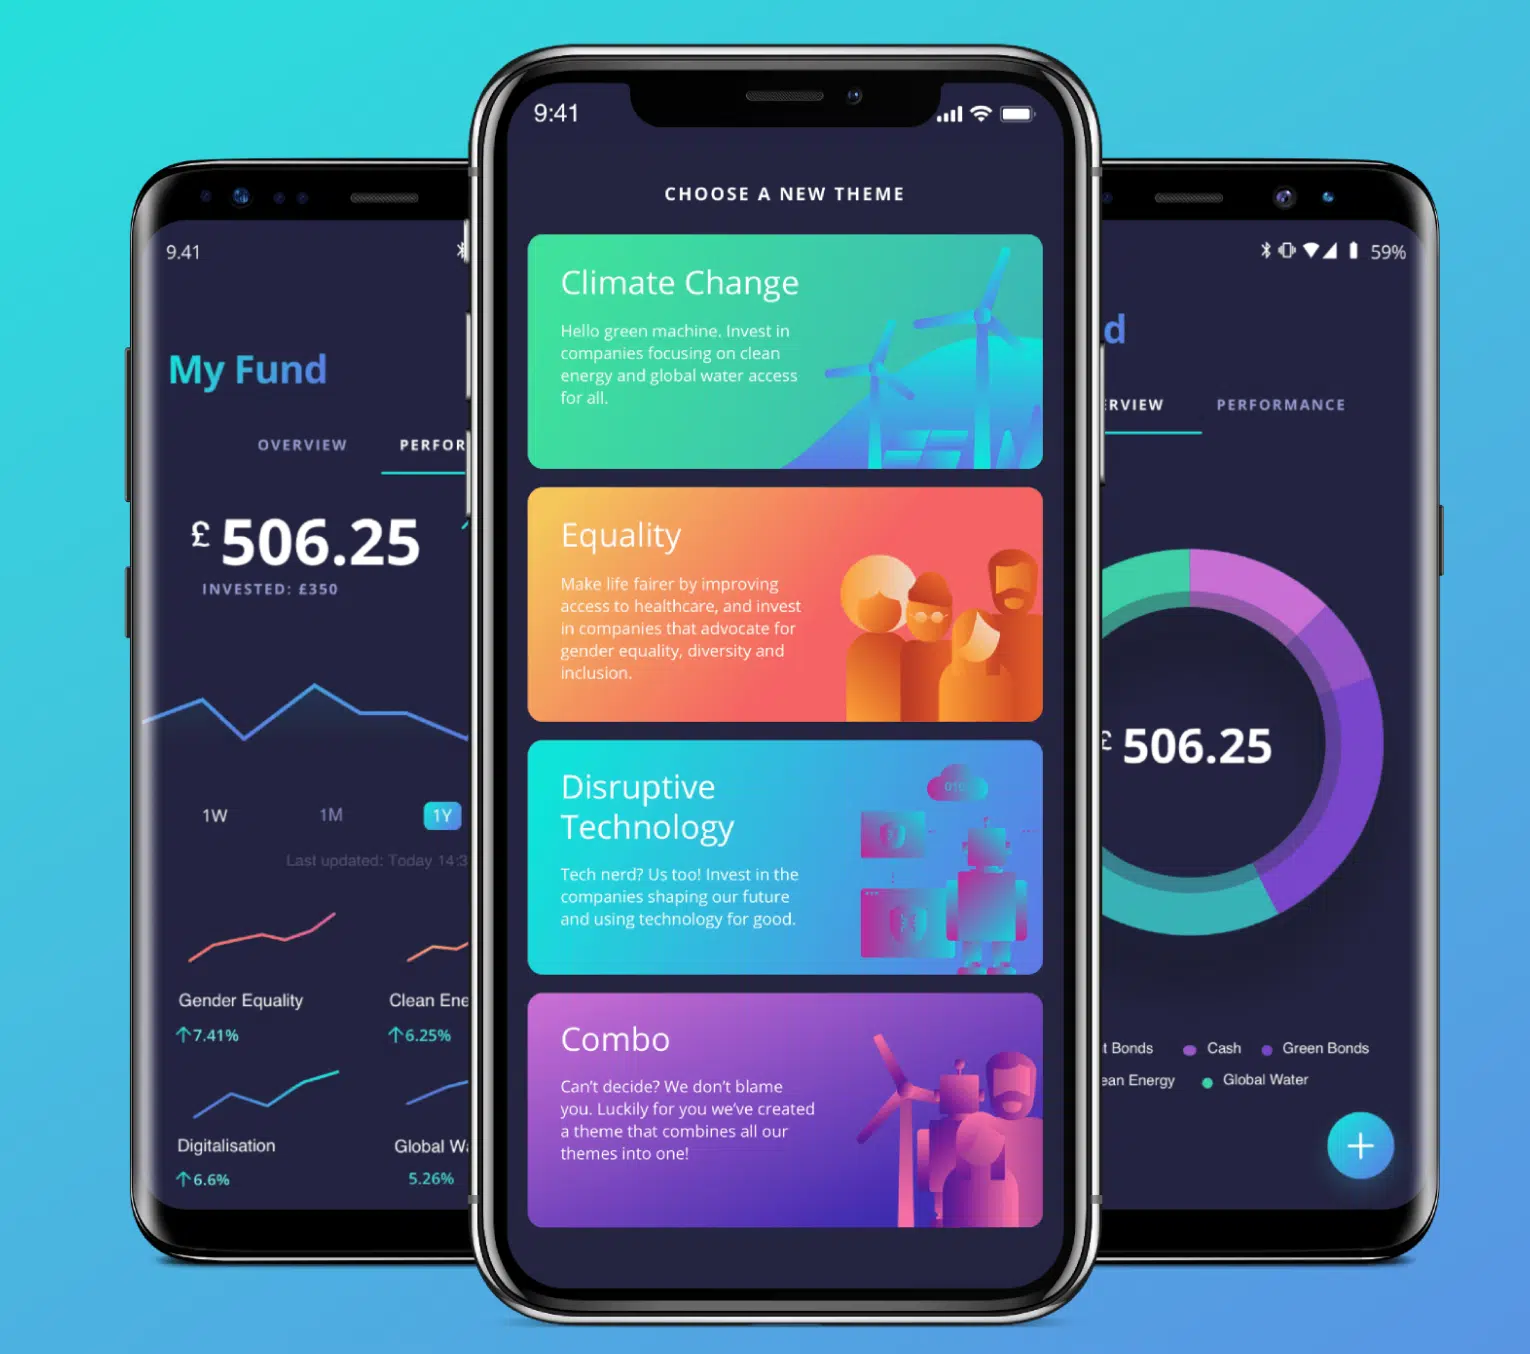 9.41
My Fund
OVERVIEW
£ 506.25
INVESTED: £350
1W 1M 1Y
Last updated: Today
Gender Equality
7.41%
Clean
6.25%
Digitalisation
6.6%
Global
5.26%
9:41
CHOOSE A NEW THEME
Climate Change
Hello green machine. Invest in
companies focusing on clean
energy and global water access
for all.
Equality
Make life fairer by improving
access to healthcare, and invest
in companies that advocate for
gender equality, diversity and
inclusion.
Disruptive
Technology
Tech nerd? Us too! Invest in the
companies shaping our future
and using technology for good.
010
Combo
Can't decide? We don't blame
you. Luckily for you we've created
a theme that combines all our
themes into one!
59%
PERFORMANCE
£ 506.25
Bonds
Cash
Green Bonds
Energy
Global Water